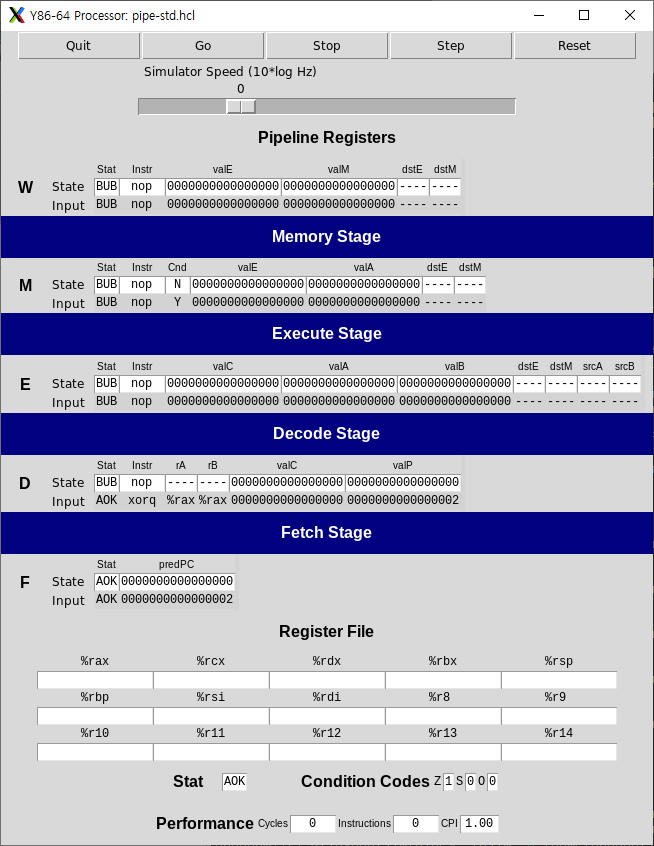 Y86-64 Processor: pipe-std.hcl
Quit Go Stop Step Reset
Simulator Speed (10*log Hz)
0
Pipeline Registers
Stat Instr valE valM dstE dstM
W State BUB nop 0000000000000000 0000000000000000 ---- ----
Input BUB nop 0000000000000000 0000000000000000 ---- ----
Memory Stage
Stat Instr Cnd valE valA dstE dstM
M State BUB nop N 0000000000000000 0000000000000000 ---- ----
Input BUB nop Y 0000000000000000 0000000000000000 ---- ----
Execute Stage
Stat Instr valC valA valB dstE dstM srcA srcB
E State BUB nop 0000000000000000 0000000000000000 0000000000000000 ---- ---- ---- ----
Input BUB nop 0000000000000000 0000000000000000 0000000000000000 ---- ---- ---- ----
Decode Stage
Stat Instr rA rB valC valP
D State BUB nop ---- ---- 0000000000000000 0000000000000000
Input AOK xorq %rax %rax 0000000000000000 0000000000000002
Fetch Stage
Stat predPC
F State AOK 0000000000000000
Input AOK 0000000000000002
Register File
%rax %rcx %rdx %rbx %rsp
%rbp %rsi %rdi %r8 %r9
%r10 %r11 %r12 %r13 %r14
Stat AOK Condition Codes Z 1 S 0 O 0
Performance Cycles 0 Instructions 0 CPI 1.00